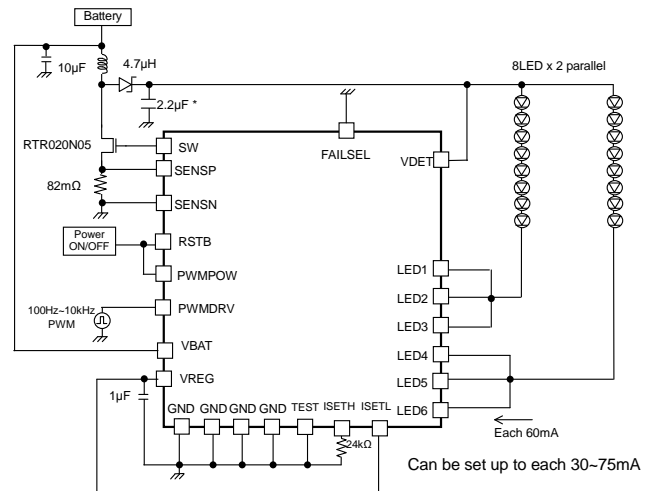 Battery
10µF
4.7µH
2.2µF *
8LED x 2 parallel
RTR020N05
SW
FAILSEL
VDET
SENSP
82mΩ
SENSN
Power
ON/OFF
RSTB
PWMPOW
LED1
LED2
LED3
100Hz~10kHz
PWM
PWMDRV
VBAT
LED4
VREG
LED5
1µF
GND GND GND GND TEST ISETH ISETL
LED6
24kΩ
Each 60mA
Can be set up to each 30~75mA